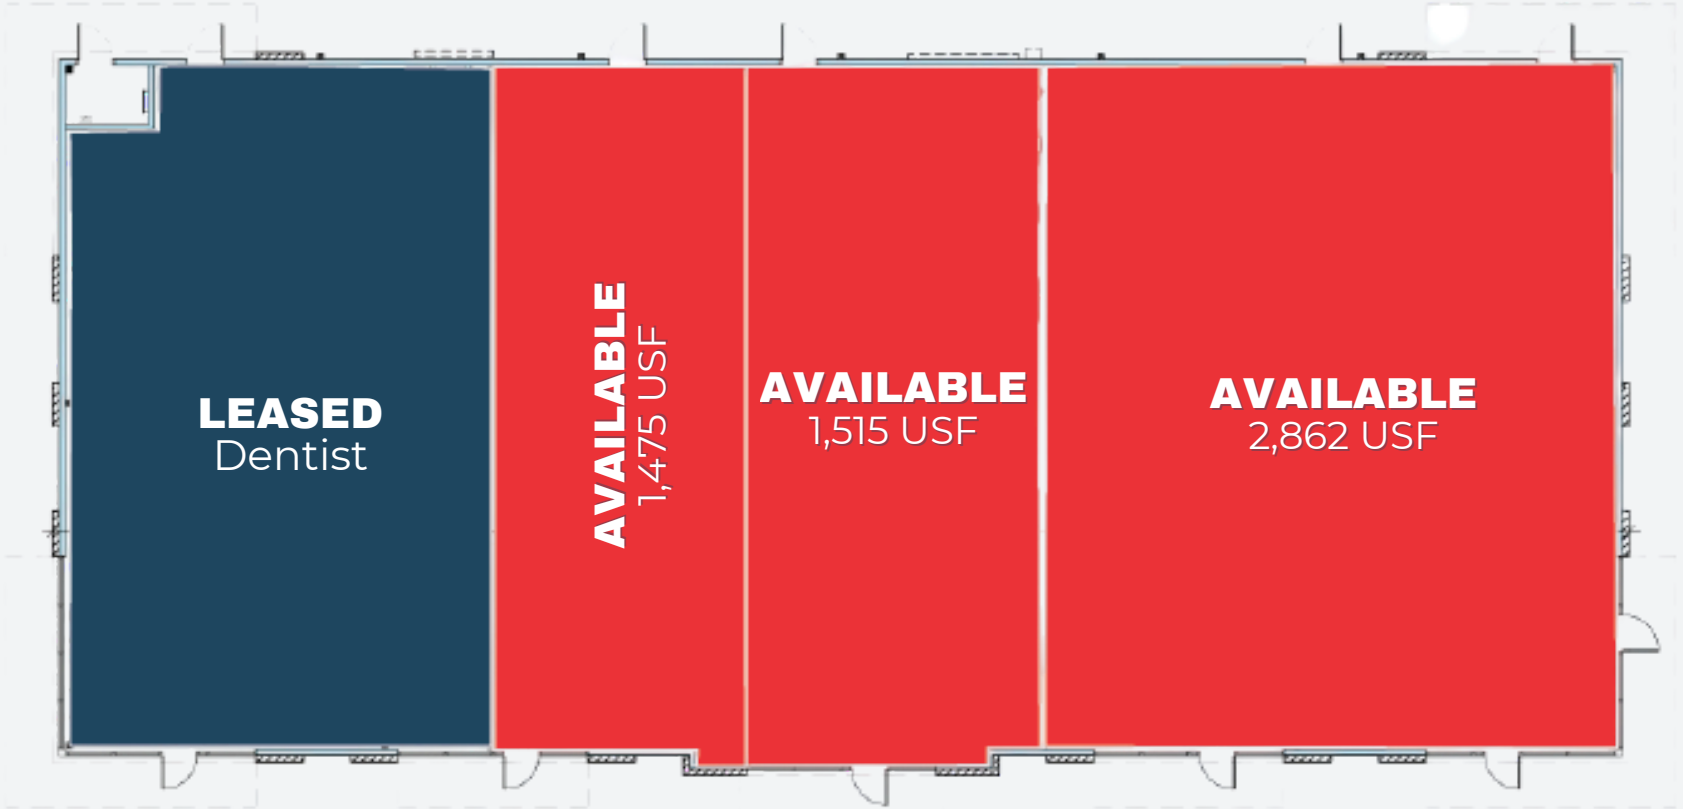 LEASED
Dentist
AVAILABLE
1,475 USF
AVAILABLE
1,515 USF
AVAILABLE
2,862 USF